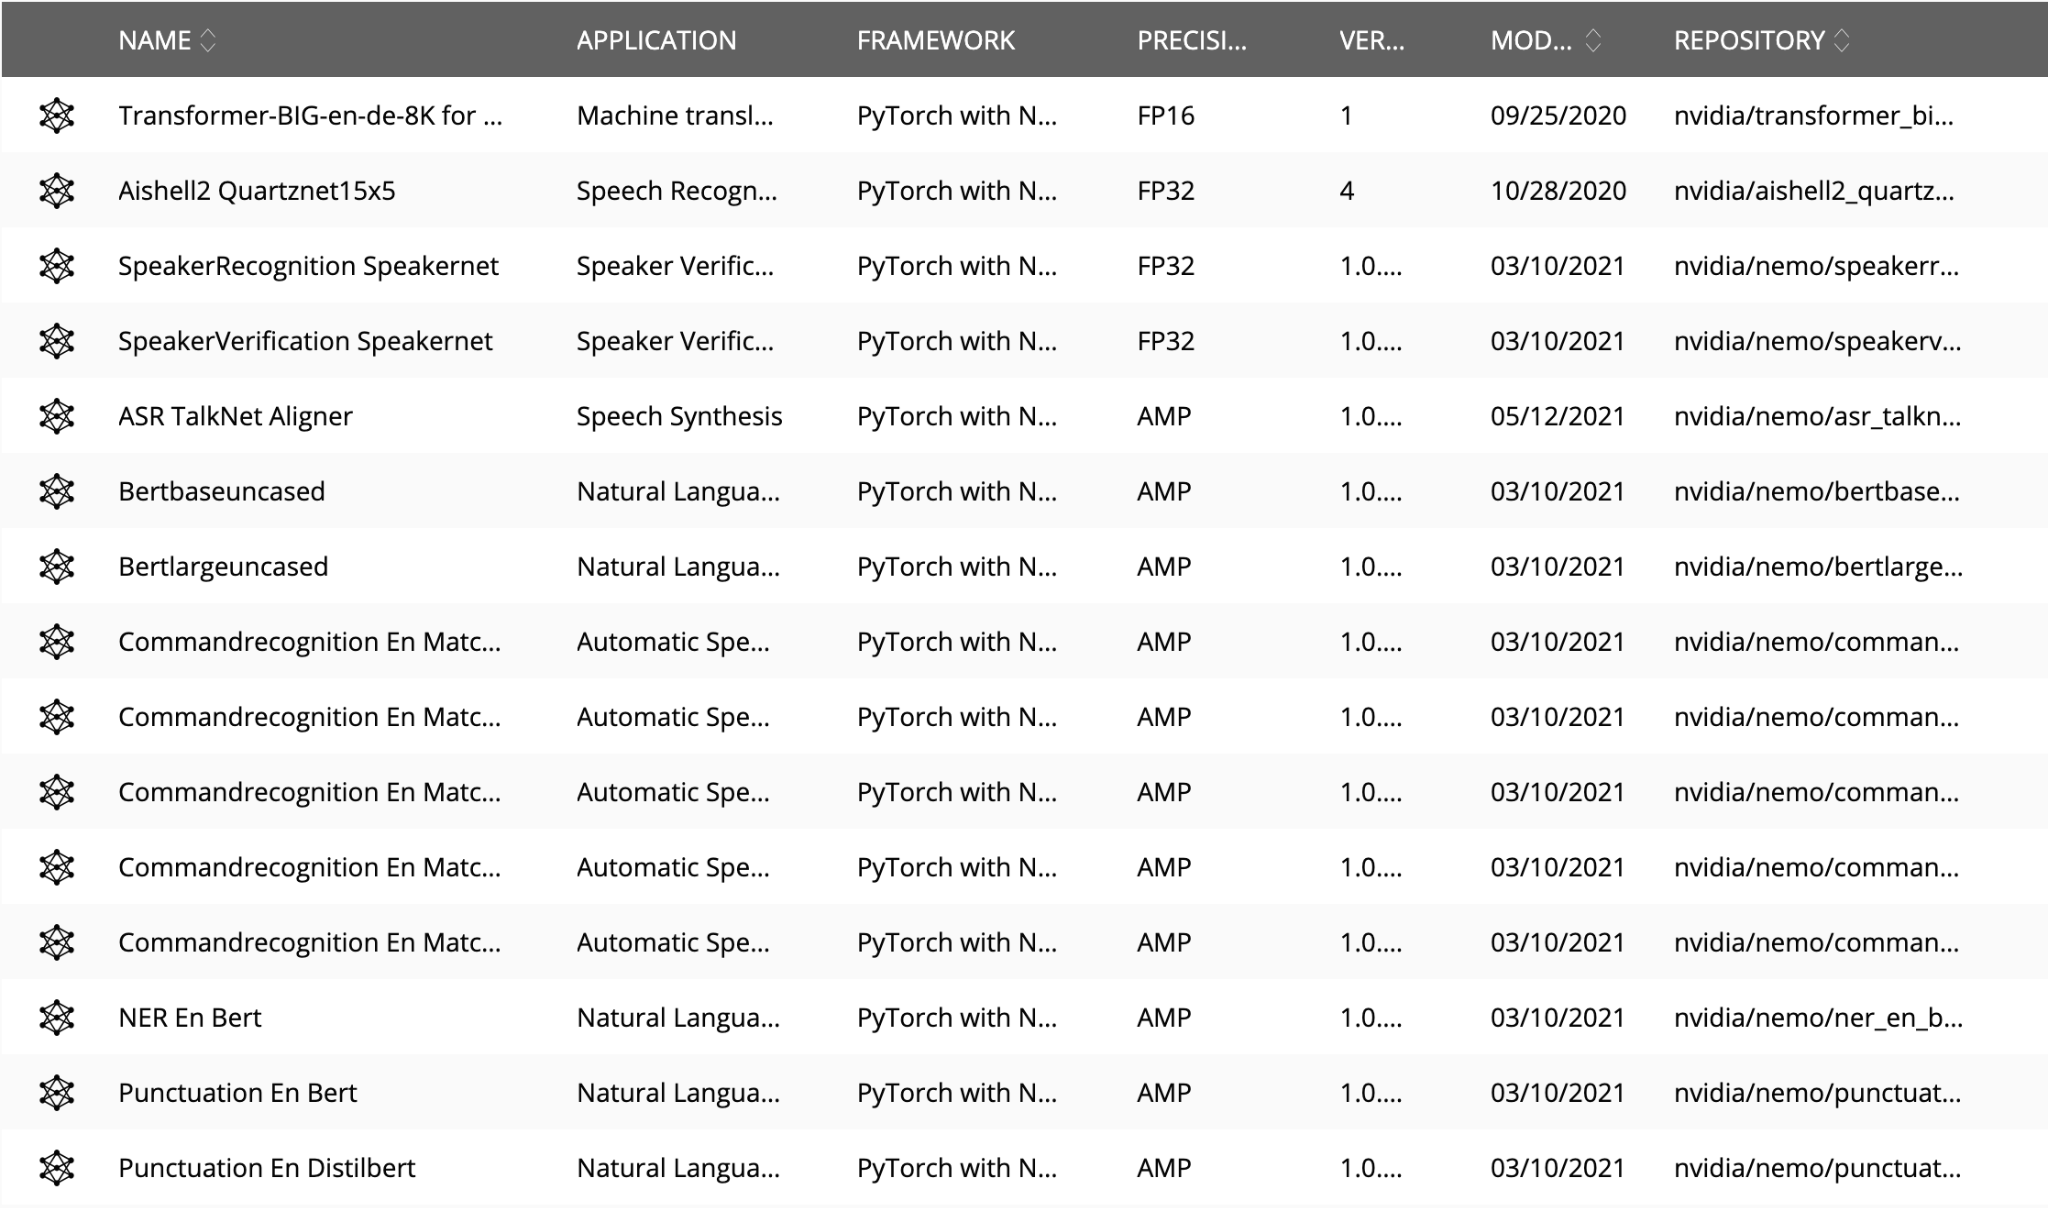 NAME APPLICATION FRAMEWORK PRECISI... VER... MOD... REPOSITORY
Transformer-BIG-en-de-8K for ... Machine transl... PyTorch with N... FP16 1 09/25/2020 nvidia/transformer_bi...
Aishell2 Quartznet15x5 Speech Recogn... PyTorch with N... FP32 4 10/28/2020 nvidia/aishell2_quartz...
SpeakerRecognition Speakernet Speaker Verific... PyTorch with N... FP32 1.0.... 03/10/2021 nvidia/nemo/speakerr...
SpeakerVerification Speakernet Speaker Verific... PyTorch with N... FP32 1.0.... 03/10/2021 nvidia/nemo/speakerv...
ASR TalkNet Aligner Speech Synthesis PyTorch with N... AMP 1.0.... 05/12/2021 nvidia/nemo/asr_talkn...
Bertbaseuncased Natural Langua... PyTorch with N... AMP 1.0.... 03/10/2021 nvidia/nemo/bertbase...
Bertlargeuncased Natural Langua... PyTorch with N... AMP 1.0.... 03/10/2021 nvidia/nemo/bertlarge...
Commandrecognition En Matc... Automatic Spe... PyTorch with N... AMP 1.0.... 03/10/2021 nvidia/nemo/comman...
Commandrecognition En Matc... Automatic Spe... PyTorch with N... AMP 1.0.... 03/10/2021 nvidia/nemo/comman...
Commandrecognition En Matc... Automatic Spe... PyTorch with N... AMP 1.0.... 03/10/2021 nvidia/nemo/comman...
Commandrecognition En Matc... Automatic Spe... PyTorch with N... AMP 1.0.... 03/10/2021 nvidia/nemo/comman...
Commandrecognition En Matc... Automatic Spe... PyTorch with N... AMP 1.0.... 03/10/2021 nvidia/nemo/comman...
NER En Bert Natural Langua... PyTorch with N... AMP 1.0.... 03/10/2021 nvidia/nemo/ner_en_b...
Punctuation En Bert Natural Langua... PyTorch with N... AMP 1.0.... 03/10/2021 nvidia/nemo/punctuat...
Punctuation En Distilbert Natural Langua... PyTorch with N... AMP 1.0.... 03/10/2021 nvidia/nemo/punctuat...